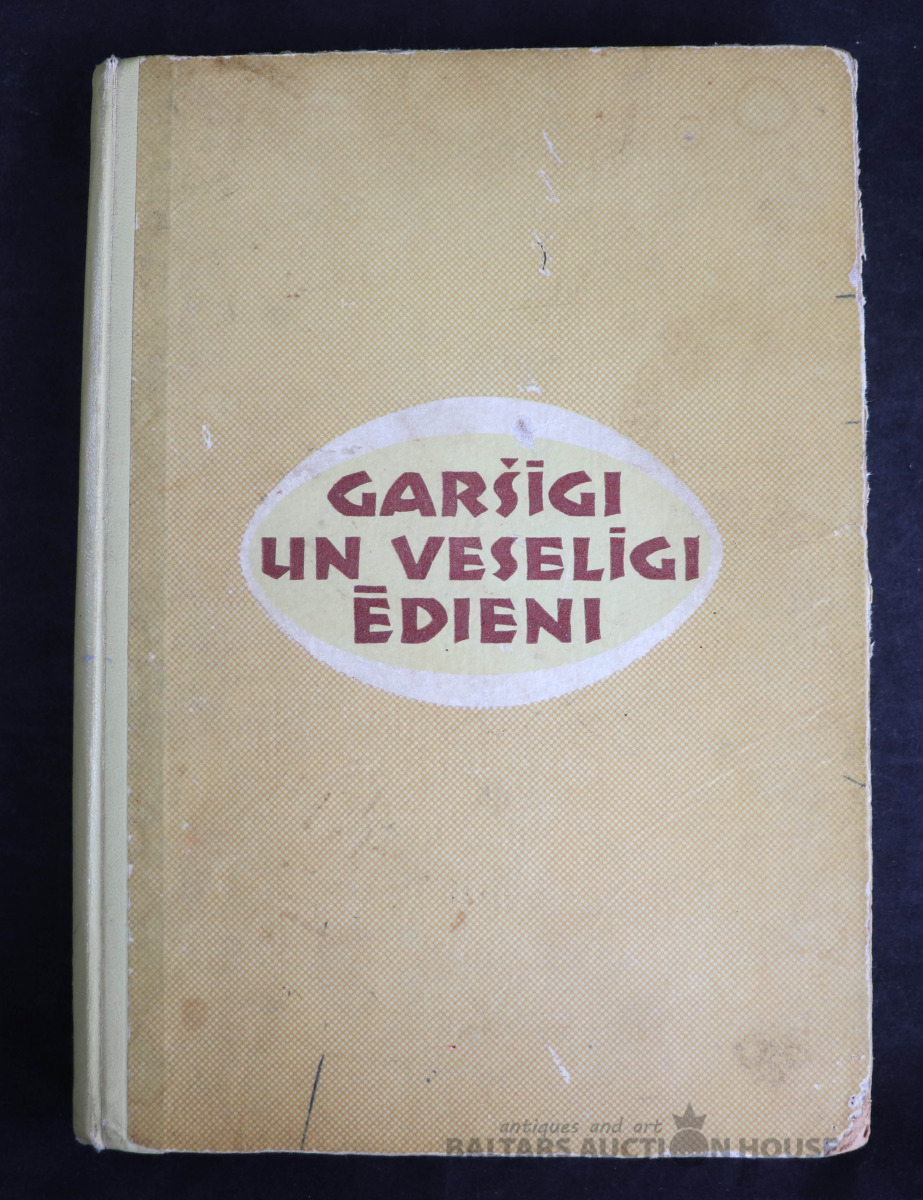 GARŠĪGI
UN VESELĪGI
ĒDIENI
antiques and art
BALTARS AUCTION HOUSE